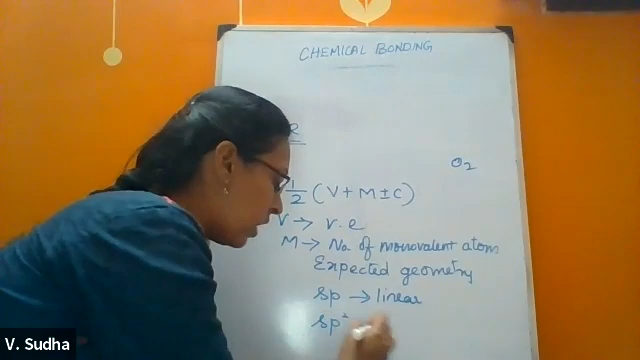 CHEMICAL BONDING
O2
1/2 (V + M ± C)
V → v.e
M → No of monovalent atom
Expected geometry
sp → linear
sp²
V. Sudha